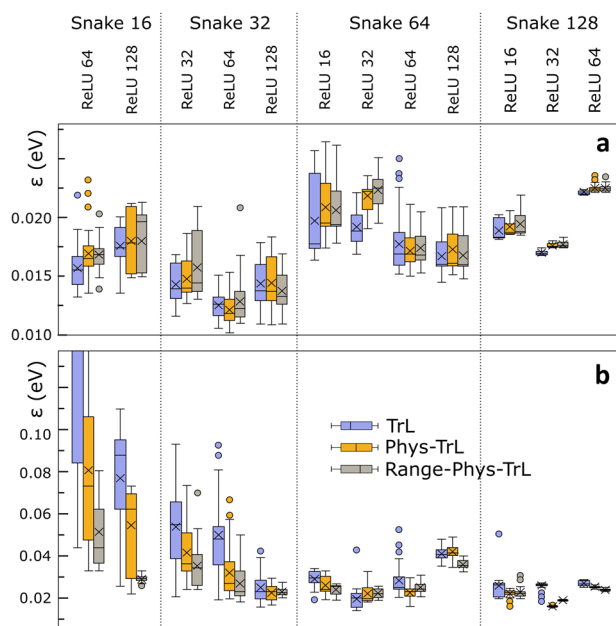 Snake 16 Snake 32 Snake 64 Snake 128
ReLU 64 ReLU 128 ReLU 32 ReLU 64 ReLU 128 ReLU 16 ReLU 32 ReLU 64 ReLU 128 ReLU 16 ReLU 32 ReLU 64
a
ε (eV)
0.020
0.015
0.010
b
ε (eV)
0.10
0.08
0.06
0.04
0.02
TrL
Phys-TrL
Range-Phys-TrL